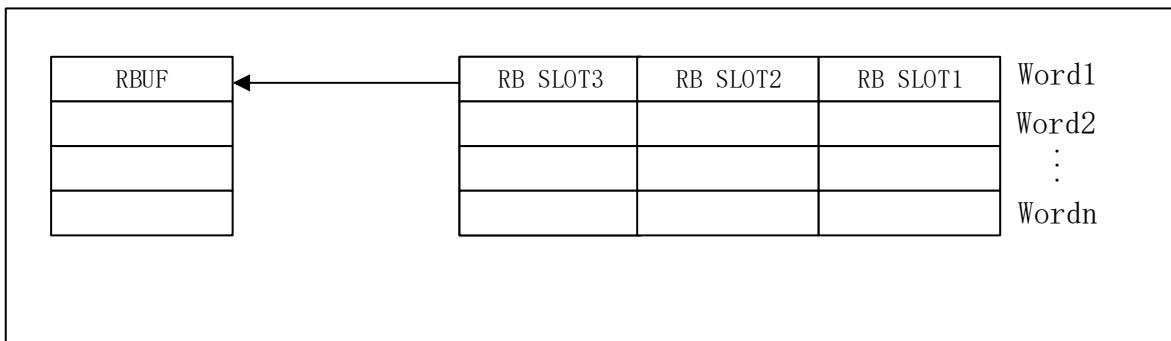 RBUF RB SLOT3 RB SLOT2 RB SLOT1 Word1
Word2
⋮
Wordn